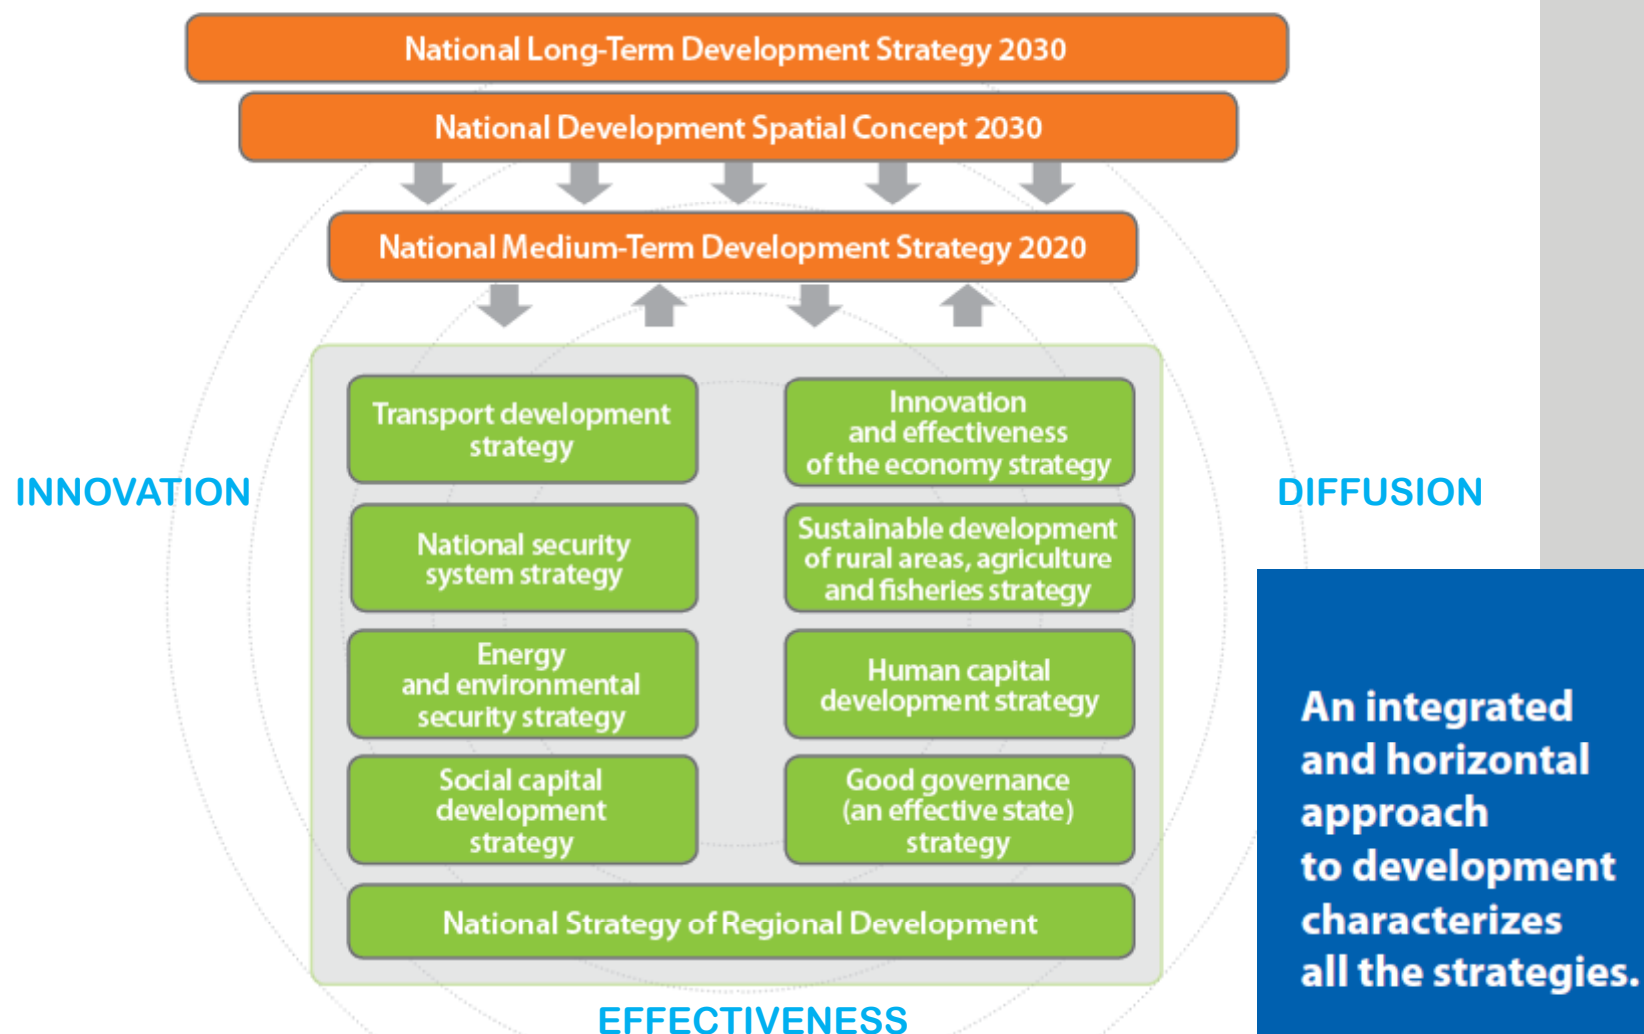 National Long-Term Development Strategy 2030
National Development Spatial Concept 2030
National Medium-Term Development Strategy 2020
Transport development
strategy
Innovation
and effectiveness
of the economy strategy
INNOVATION
DIFFUSION
National security
system strategy
Sustainable development
of rural areas, agriculture
and fisheries strategy
Energy
and environmental
security strategy
Human capital
development strategy
Social capital
development
strategy
Good governance
(an effective state)
strategy
National Strategy of Regional Development
EFFECTIVENESS
An integrated
and horizontal
approach
to development
characterizes
all the strategies.